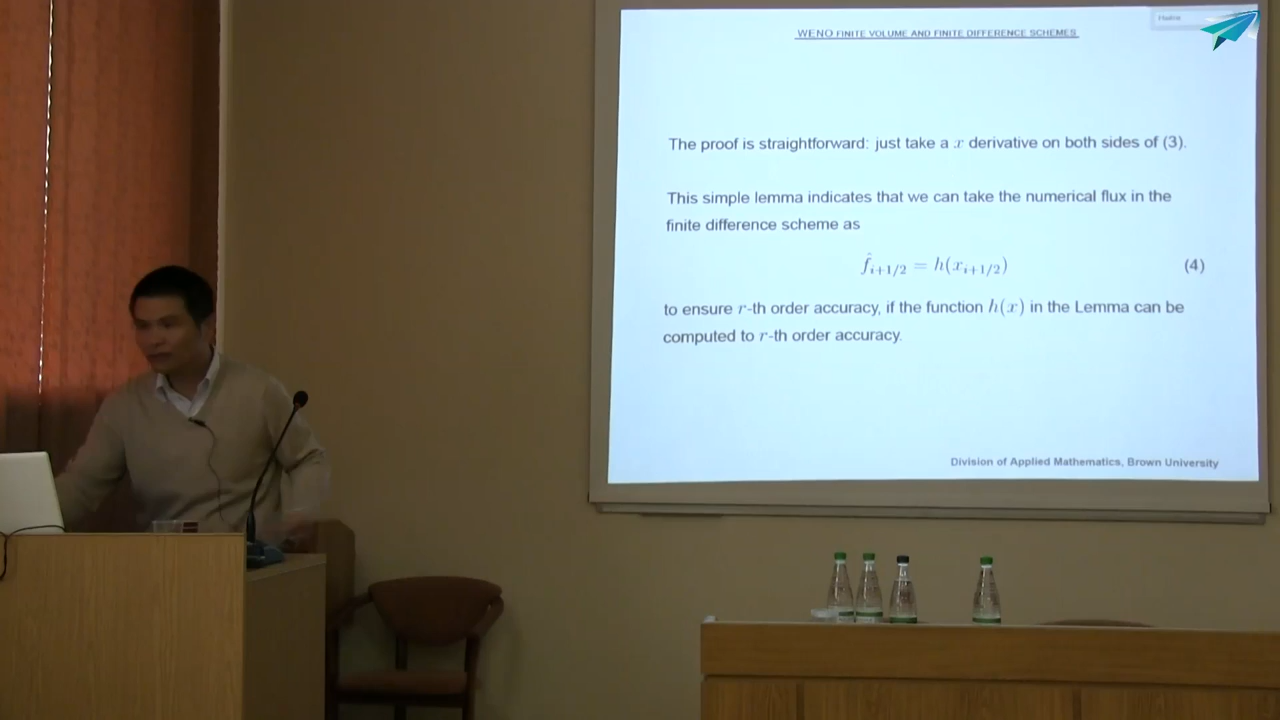 WENO FINITE VOLUME AND FINITE DIFFERENCE SCHEMES
The proof is straightforward: just take a x derivative on both sides of (3).
This simple lemma indicates that we can take the numerical flux in the
finite difference scheme as
f̂_{i+1/2} = h(x_{i+1/2}) (4)
to ensure r-th order accuracy, if the function h(x) in the Lemma can be
computed to r-th order accuracy.
Division of Applied Mathematics, Brown University